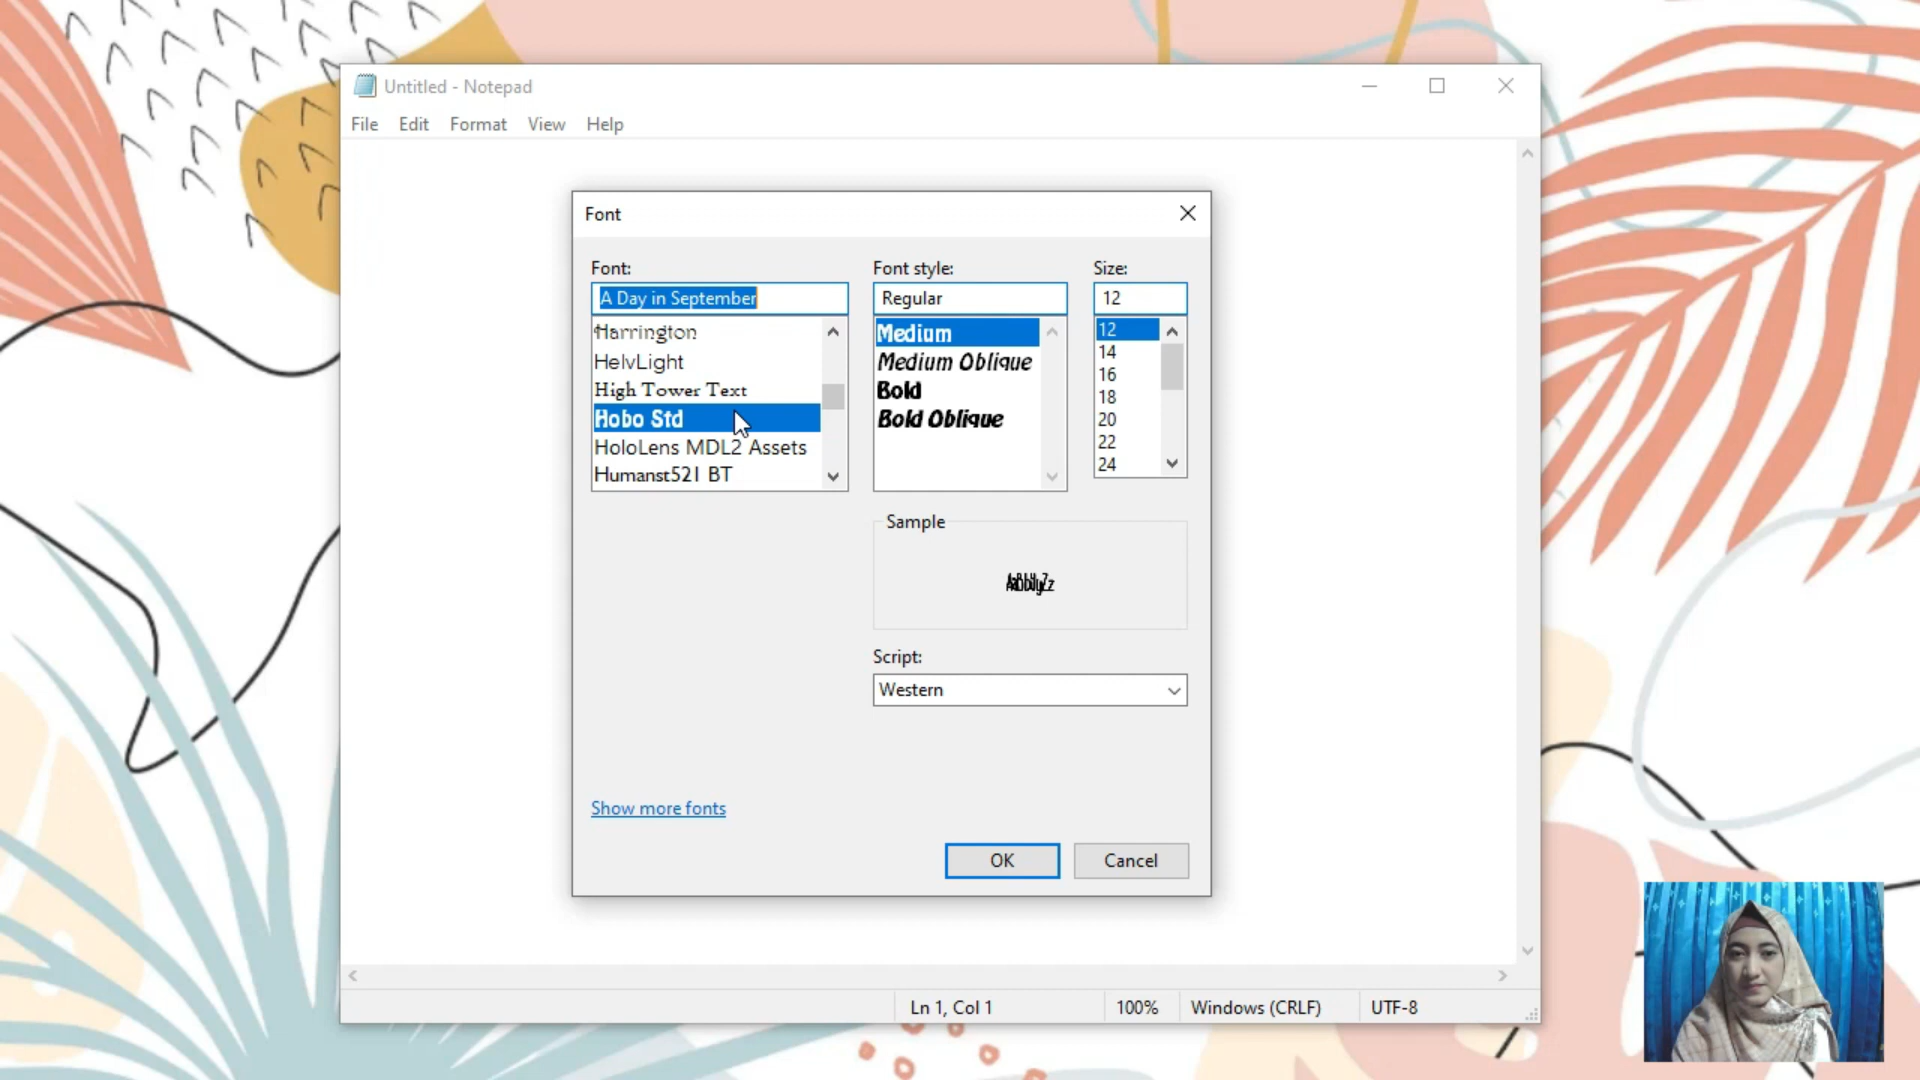 Untitled - Notepad
File Edit Format View Help
Font
Font: Font style: Size:
A Day in September Regular 12
Harrington
HelvLight
High Tower Text
Hobo Std
HoloLens MDL2 Assets
Humanst521 BT
Medium
Medium Oblique
Bold
Bold Oblique
12
14
16
18
20
22
24
Sample
AaBbYyZz
Script:
Western
Show more fonts
OK Cancel
Ln 1, Col 1 100% Windows (CRLF) UTF-8